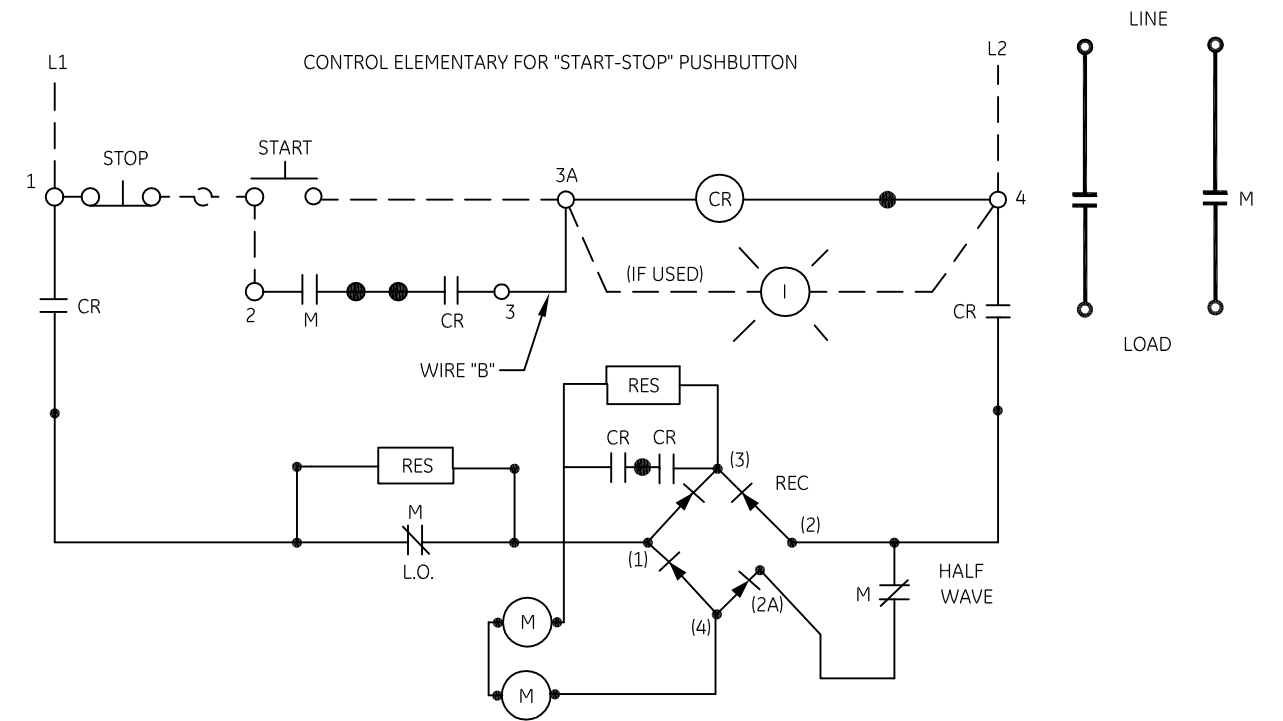 LINE
L1
CONTROL ELEMENTARY FOR "START-STOP" PUSHBUTTON
L2
STOP
START
3A
1
CR
4
M
(IF USED)
I
CR
2
M
CR
3
CR
WIRE "B"
LOAD
RES
CR
CR
(3)
RES
REC
M
(2)
(1)
L.O.
HALF
WAVE
M
(2A)
M
(4)
M